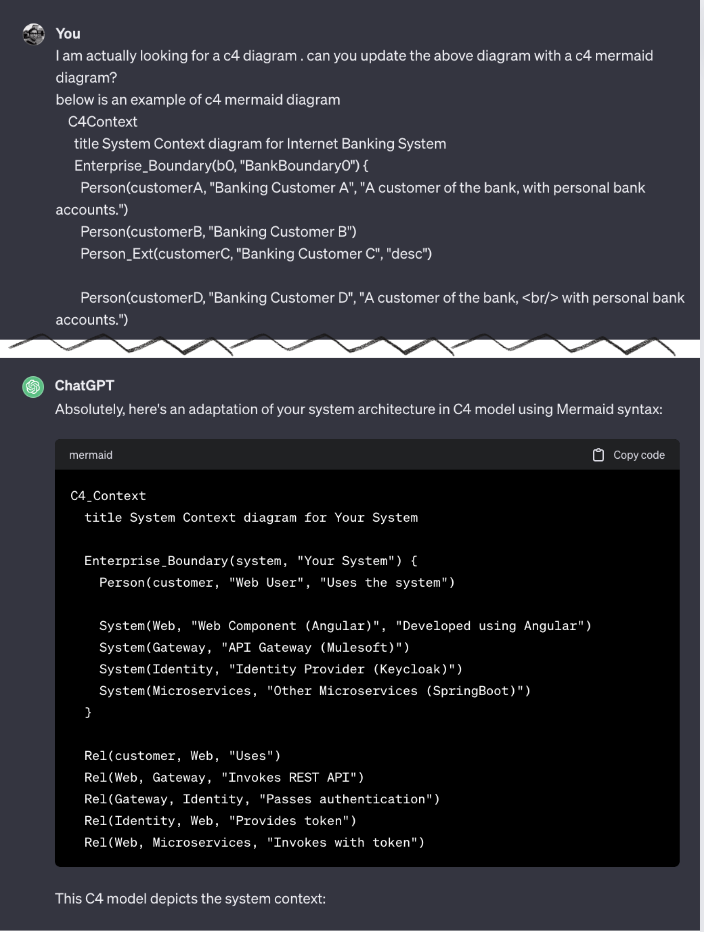 You
I am actually looking for a c4 diagram . can you update the above diagram with a c4 mermaid
diagram?
below is an example of c4 mermaid diagram
C4Context
title System Context diagram for Internet Banking System
Enterprise_Boundary(b0, "BankBoundary0") {
Person(customerA, "Banking Customer A", "A customer of the bank, with personal bank
accounts.")
Person(customerB, "Banking Customer B")
Person_Ext(customerC, "Banking Customer C", "desc")
Person(customerD, "Banking Customer D", "A customer of the bank, <br/> with personal bank
accounts.")
ChatGPT
Absolutely, here's an adaptation of your system architecture in C4 model using Mermaid syntax:
mermaid Copy code
C4_Context
title System Context diagram for Your System
Enterprise_Boundary(system, "Your System") {
Person(customer, "Web User", "Uses the system")
System(Web, "Web Component (Angular)", "Developed using Angular")
System(Gateway, "API Gateway (Mulesoft)")
System(Identity, "Identity Provider (Keycloak)")
System(Microservices, "Other Microservices (SpringBoot)")
}
Rel(customer, Web, "Uses")
Rel(Web, Gateway, "Invokes REST API")
Rel(Gateway, Identity, "Passes authentication")
Rel(Identity, Web, "Provides token")
Rel(Web, Microservices, "Invokes with token")
This C4 model depicts the system context: